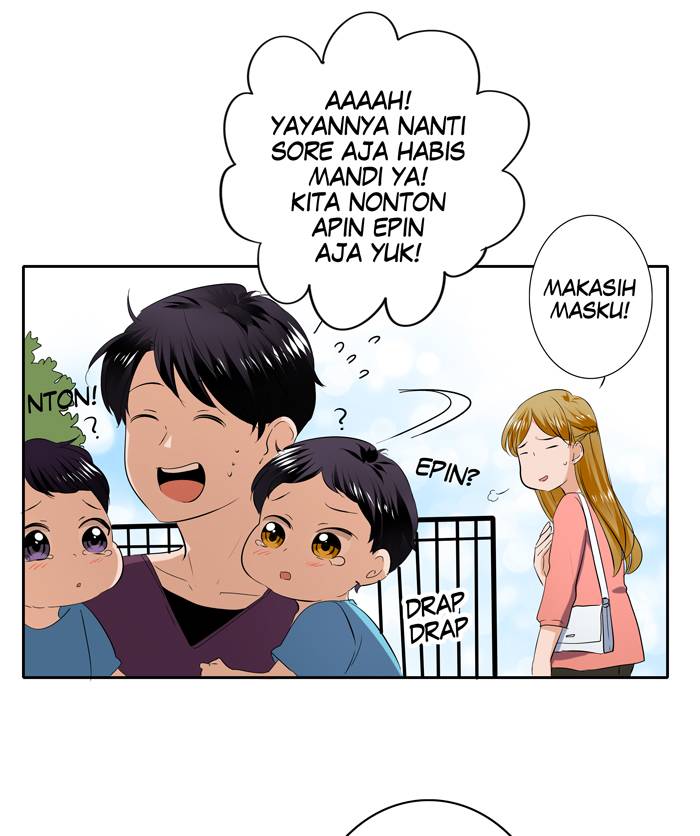 AAAAH!
YAYANNYA NANTI
SORE AJA HABIS
MANDI YA!
KITA NONTON
APIN EPIN
AJA YUK!
MAKASIH
MASKU!
NTON!
?
?
EPIN?
DRAP
DRAP